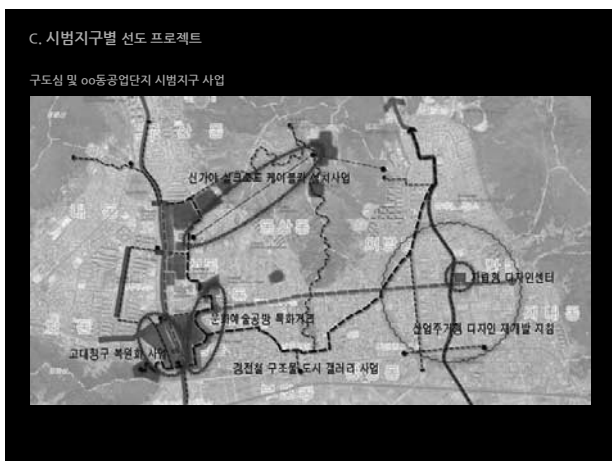 C. 시범지구별 선도 프로젝트
구도심 및 oo동공업단지 시범지구 사업
신가야 실크로드 케이블카 설치사업
자립형 디자인센터
문화예술공방 특화거리
산업주거형 디자인 재개발 지침
고대항구 복원화 사업
경전철 구조물 도시 갤러리 사업